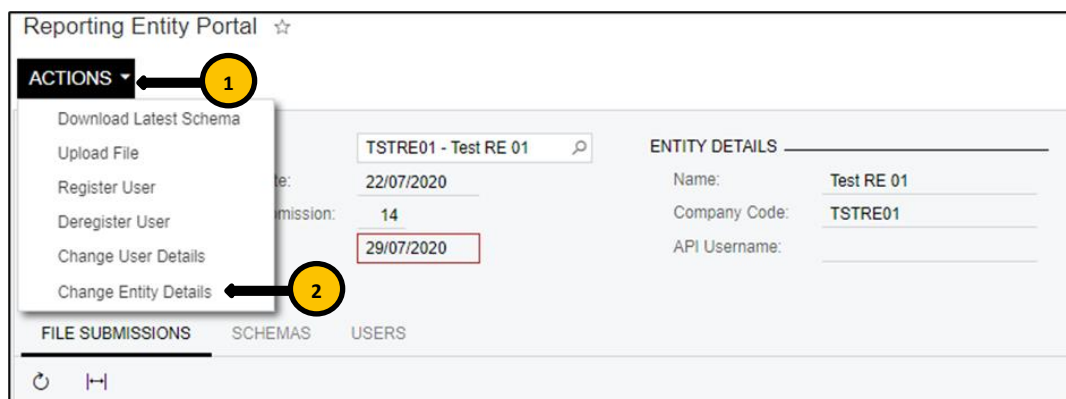 Reporting Entity Portal
ACTIONS
1
Download Latest Schema
Upload File
Register User
Deregister User
Change User Details
Change Entity Details
2
TSTRE01 - Test RE 01
te: 22/07/2020
mission: 14
29/07/2020
ENTITY DETAILS
Name: Test RE 01
Company Code: TSTRE01
API Username:
FILE SUBMISSIONS SCHEMAS USERS